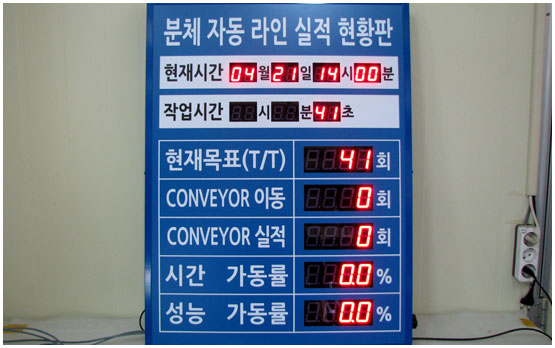 분체 자동 라인 실적 현황판
현재시간 04월 21일 14시 00분
작업시간 시 분 41초
현재목표(T/T) 41 회
CONVEYOR 이동 0 회
CONVEYOR 실적 0 회
시간 가동률 0.0 %
성능 가동률 0.0 %